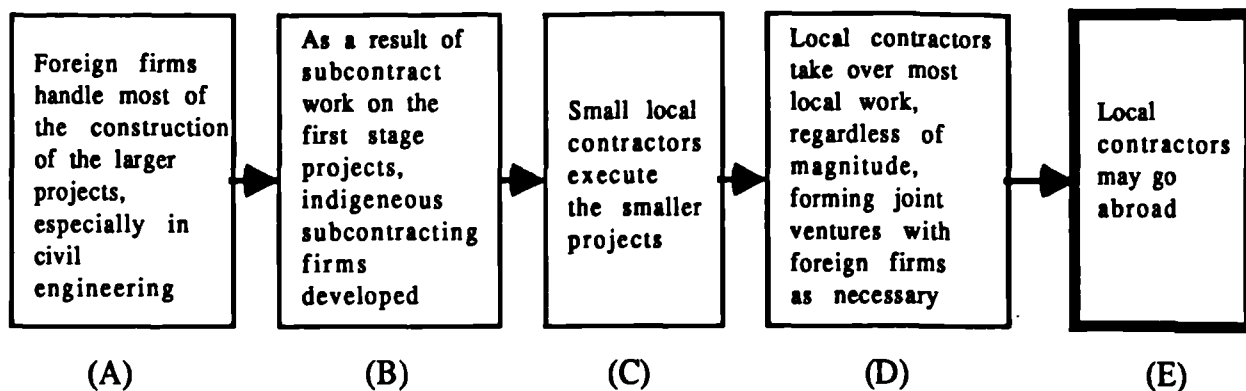 Foreign firms
handle most of
the construction
of the larger
projects,
especially in
civil
engineering
As a result of
subcontract
work on the
first stage
projects,
indigeneous
subcontracting
firms
developed
Small local
contractors
execute
the smaller
projects
Local contractors
take over most
local work,
regardless of
magnitude,
forming joint
ventures with
foreign firms
as necessary
Local
contractors
may go
abroad
(A)
(B)
(C)
(D)
(E)